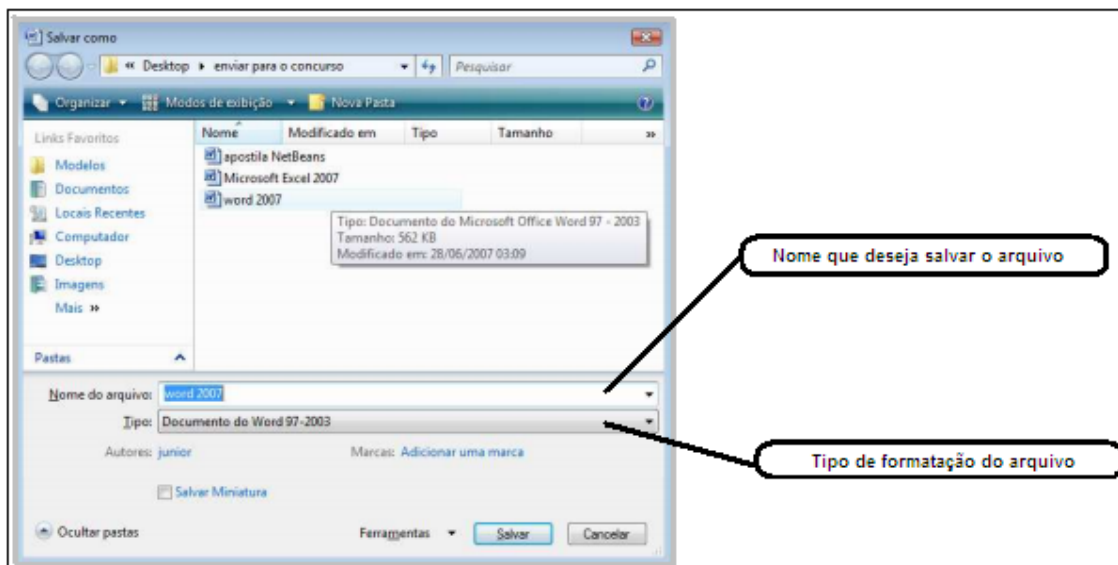 Salvar como
« Desktop ▸ enviar para o concurso Pesquisar
Organizar Modos de exibição Nova Pasta
Links Favoritos
Modelos
Documentos
Locais Recentes
Computador
Desktop
Imagens
Mais »
Pastas
Nome Modificado em Tipo Tamanho »
apostila NetBeans
Microsoft Excel 2007
word 2007
Tipo: Documento do Microsoft Office Word 97 - 2003
Tamanho: 562 KB
Modificado em: 28/06/2007 03:09
Nome que deseja salvar o arquivo
Nome do arquivo: word 2007
Tipo: Documento do Word 97-2003
Autores: junior Marcas: Adicionar uma marca
Tipo de formatação do arquivo
Salvar Miniatura
Ocultar pastas Ferramentas Salvar Cancelar